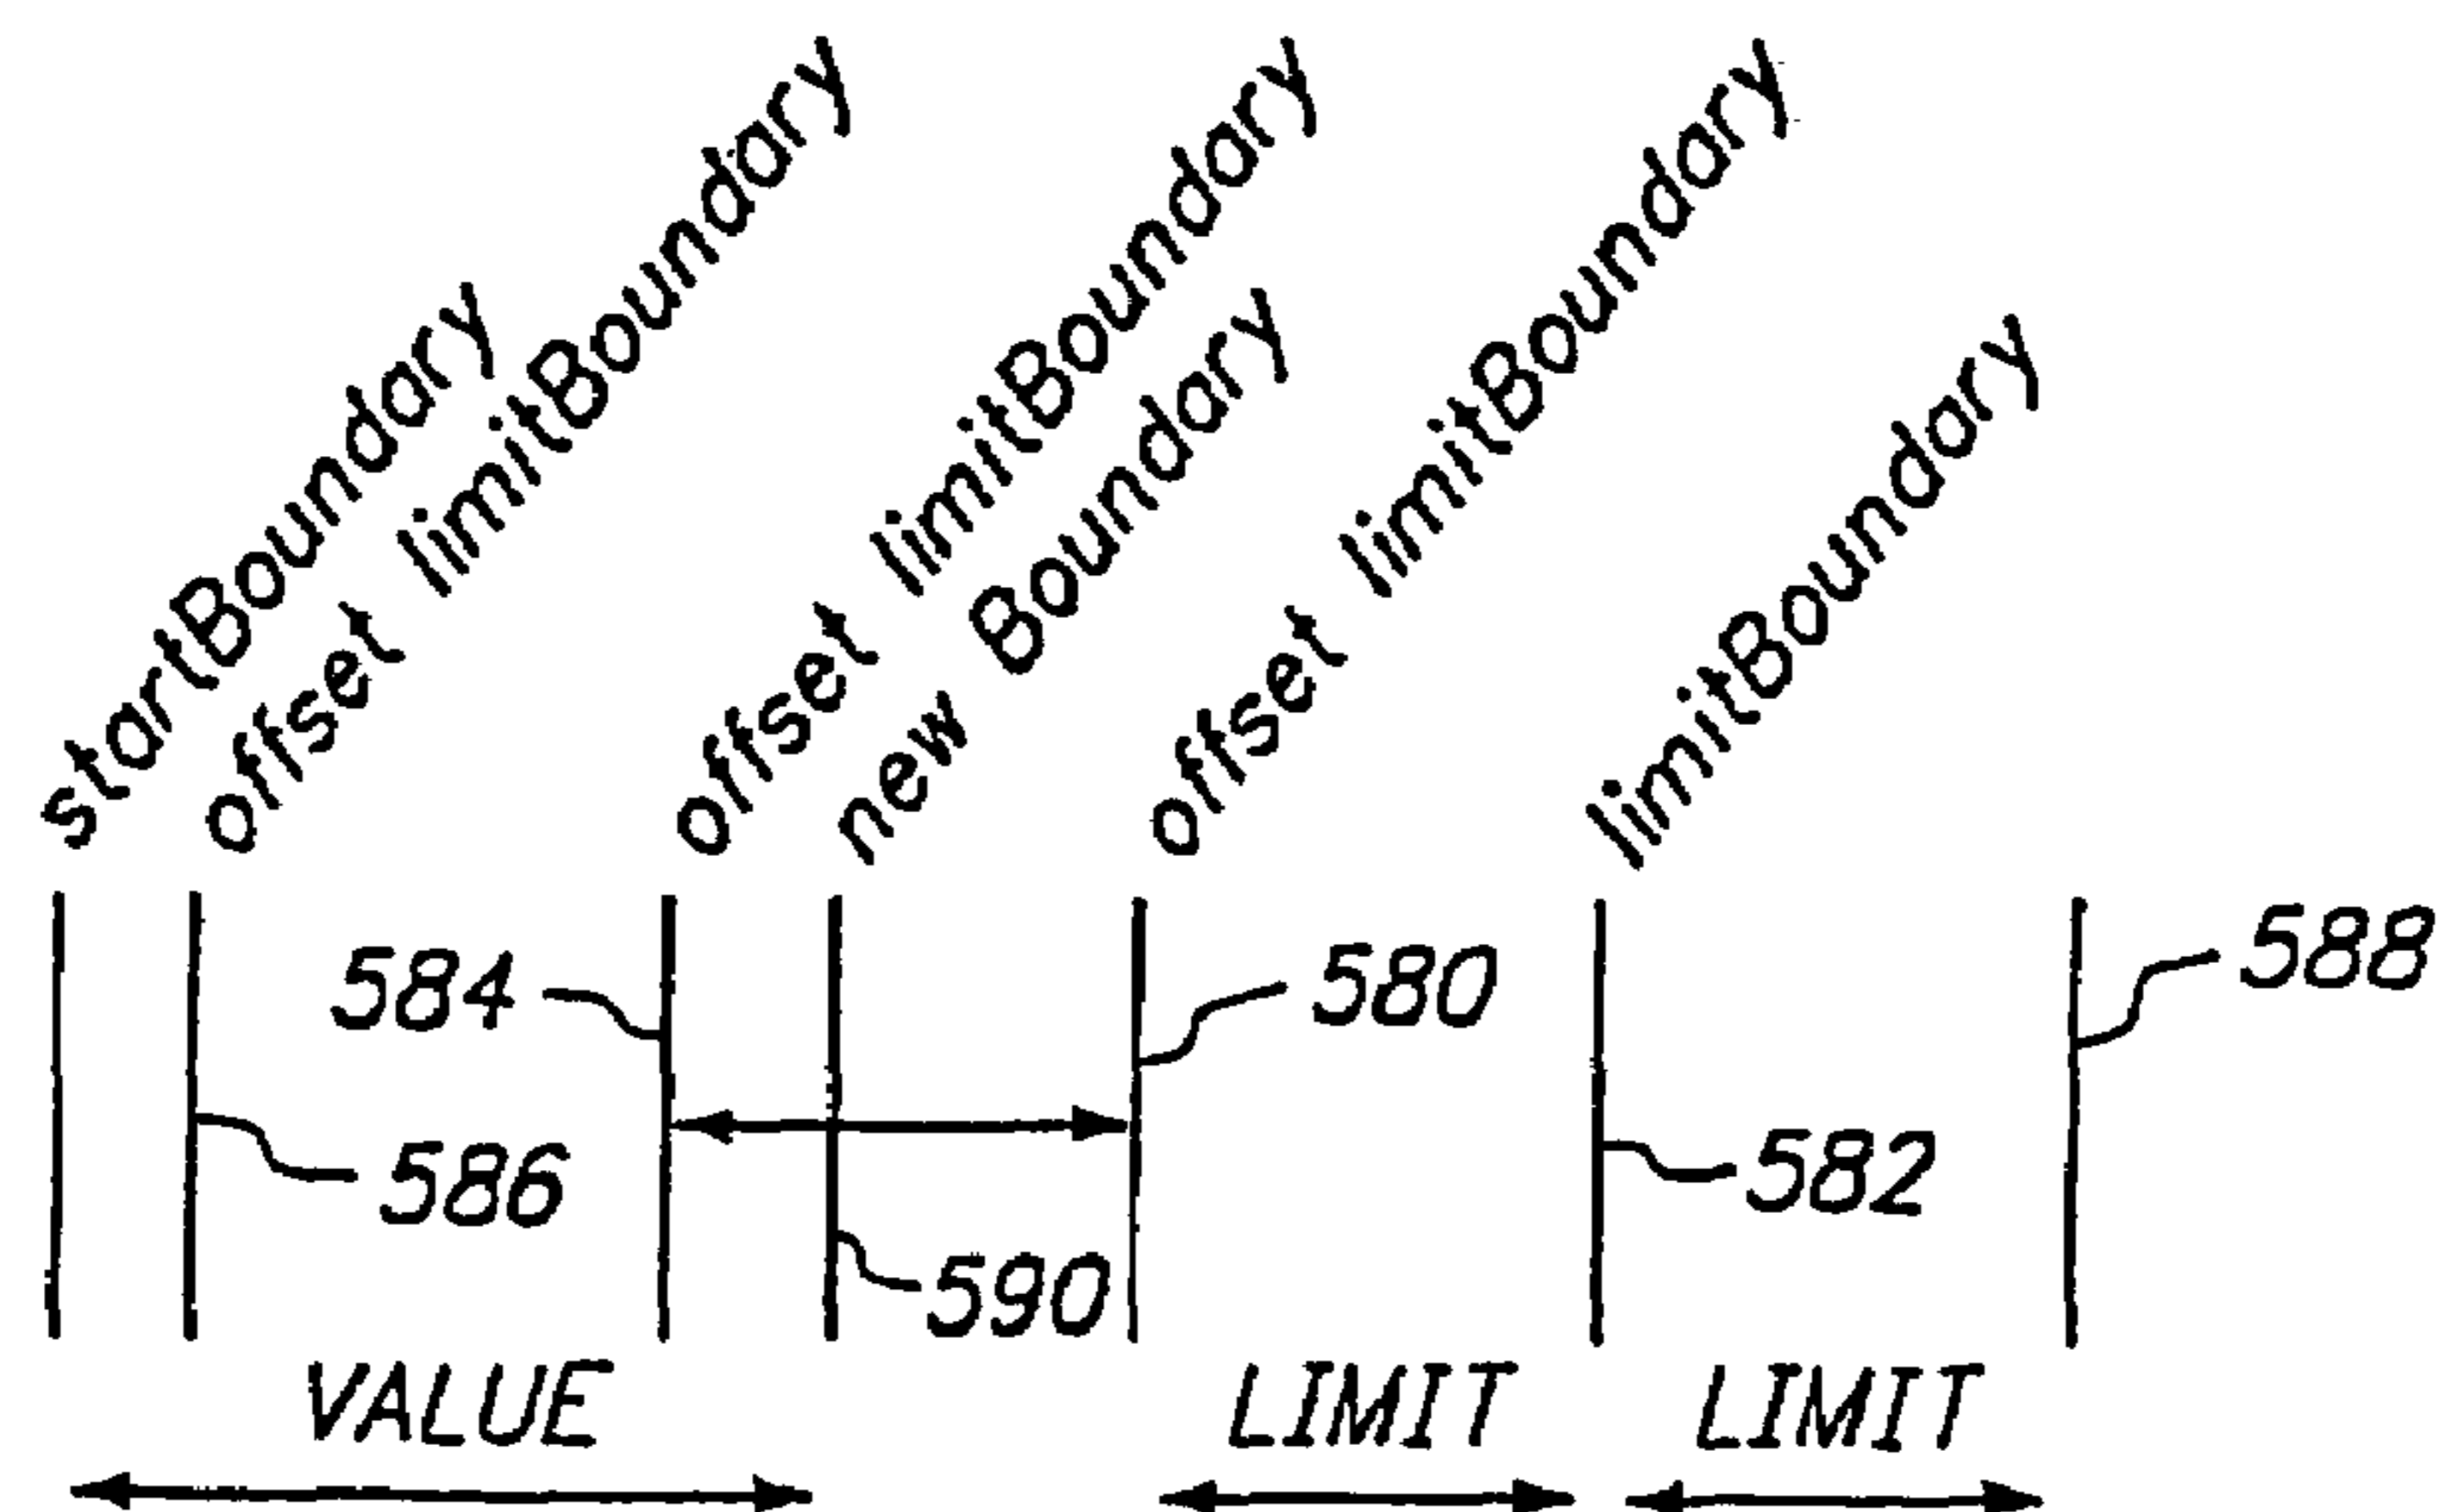 startBoundary
offset limitBoundary
offset limitBoundary
new Boundary
offset limitBoundary
limitBoundary
584
580
588
586
582
590
VALUE
LIMIT
LIMIT